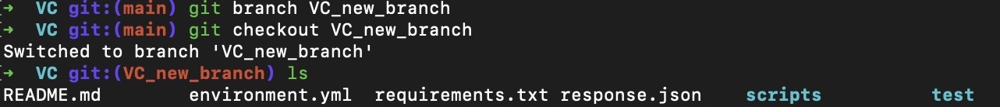 ➜ VC git:(main) git branch VC_new_branch
➜ VC git:(main) git checkout VC_new_branch
Switched to branch 'VC_new_branch'
➜ VC git:(VC_new_branch) ls
README.md environment.yml requirements.txt response.json scripts test